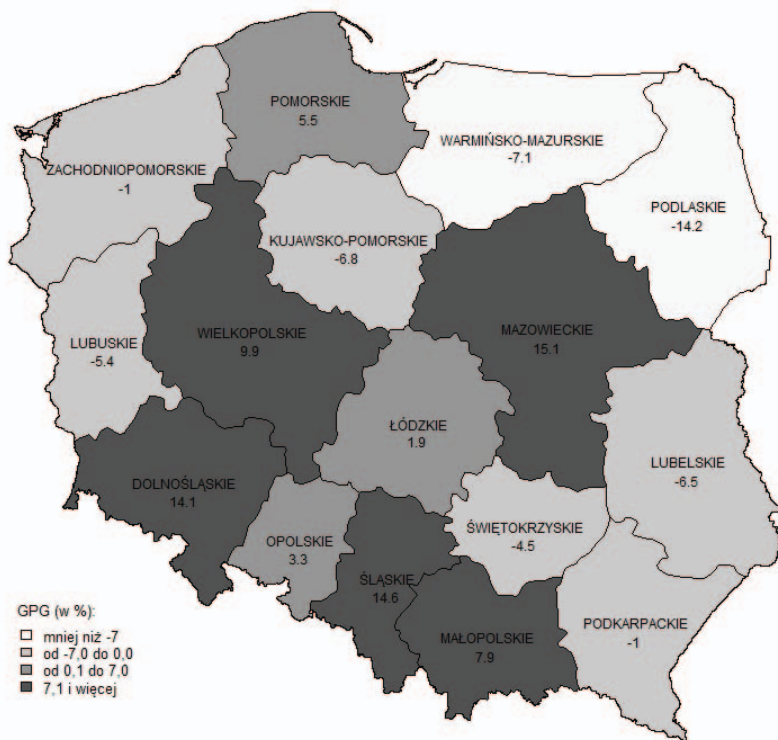 POMORSKIE
5.5
WARMIŃSKO-MAZURSKIE
-7.1
ZACHODNIOPOMORSKIE
-1
PODLASKIE
-14.2
KUJAWSKO-POMORSKIE
-6.8
WIELKOPOLSKIE
9.9
MAZOWIECKIE
15.1
LUBUSKIE
-5.4
ŁÓDZKIE
1.9
LUBELSKIE
-6.5
DOLNOŚLĄSKIE
14.1
ŚWIĘTOKRZYSKIE
-4.5
OPOLSKIE
3.3
ŚLĄSKIE
14.6
PODKARPACKIE
-1
MAŁOPOLSKIE
7.9
GPG (w %):
mniej niż -7
od -7,0 do 0,0
od 0,1 do 7,0
7,1 i więcej